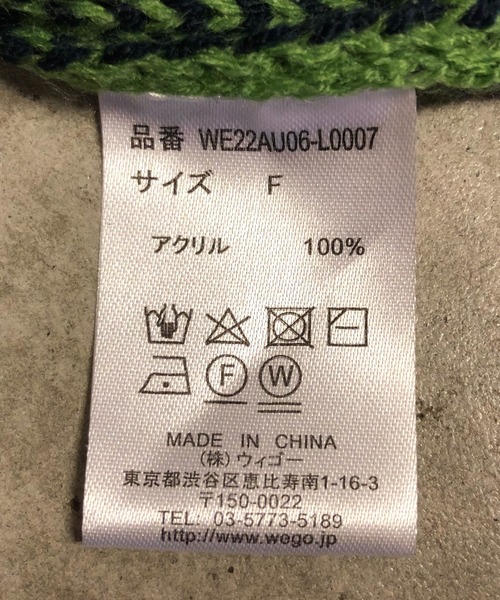 品番 WE22AU06-L0007
サイズ F
アクリル 100%
F W
MADE IN CHINA
(株)ウィゴー
東京都渋谷区恵比寿南1-16-3
〒150-0022
TEL. 03-5773-5189
http://www.wego.jp